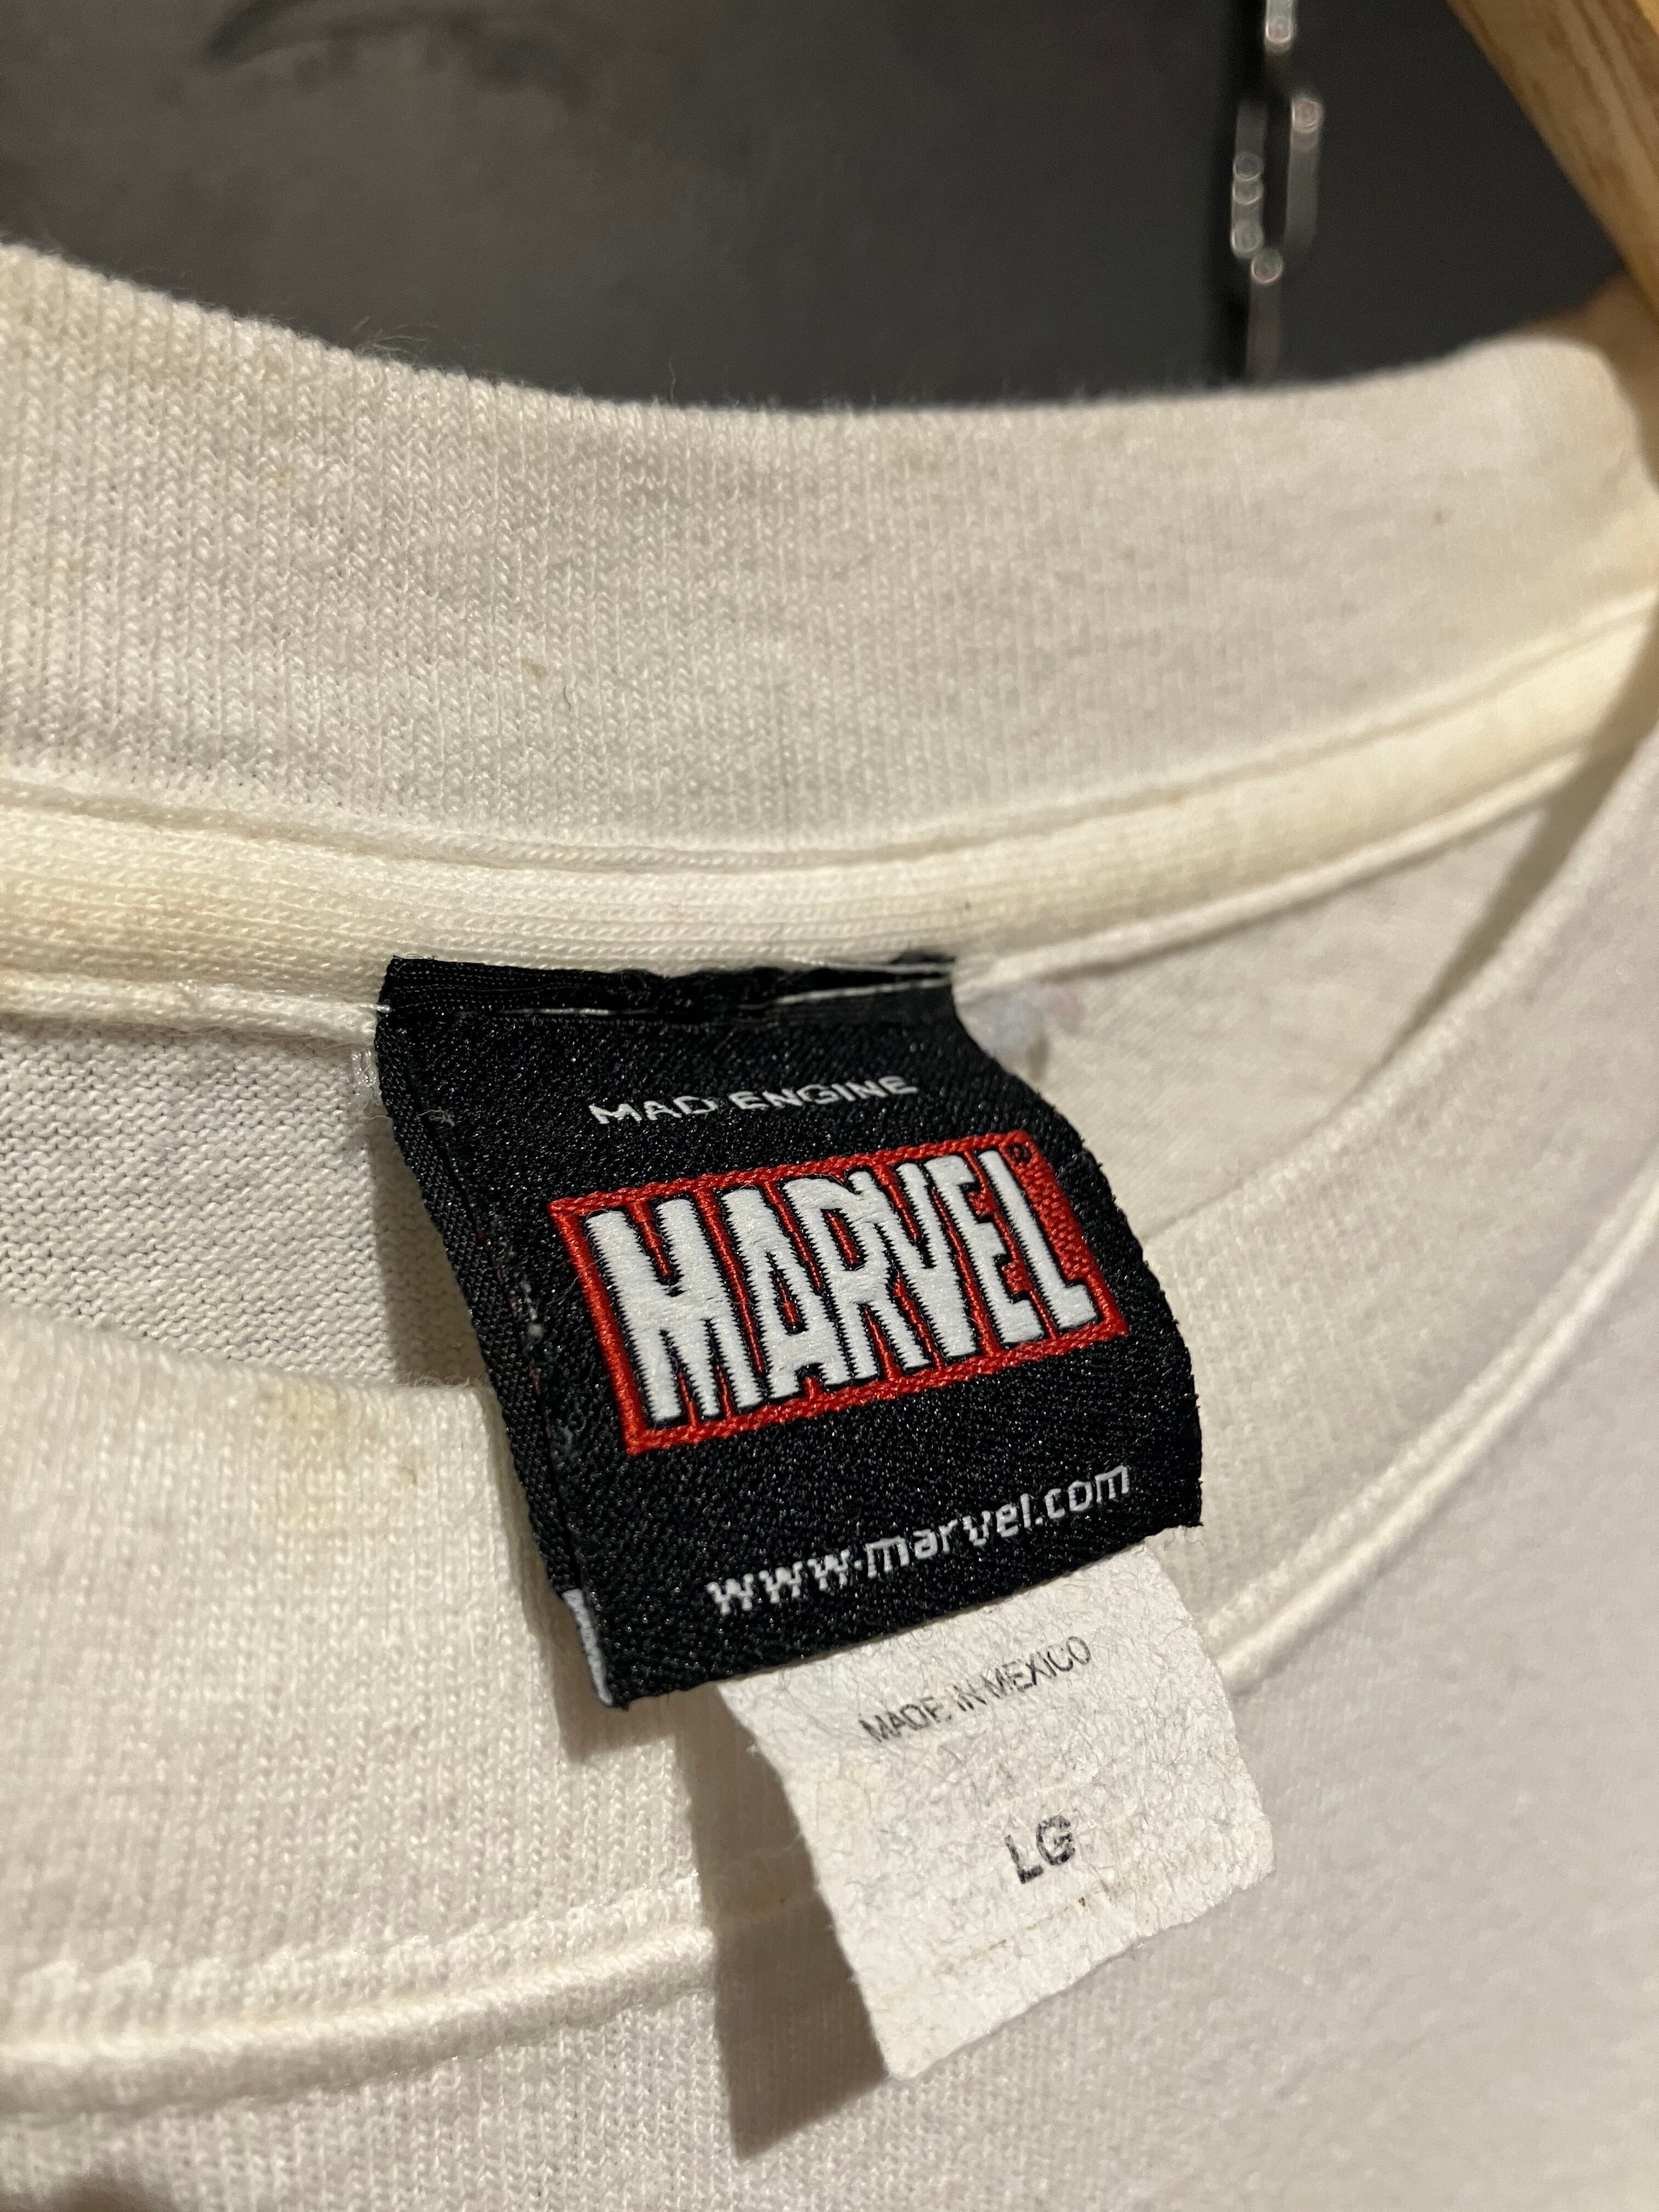 MAD ENGINE
MARVEL®
www.marvel.com
MADE IN MEXICO
LG